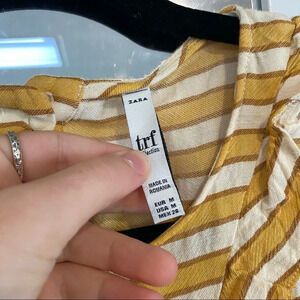 ZARA
trf
MADE IN
ROMANIA
EUR M
USA M
MEX 28